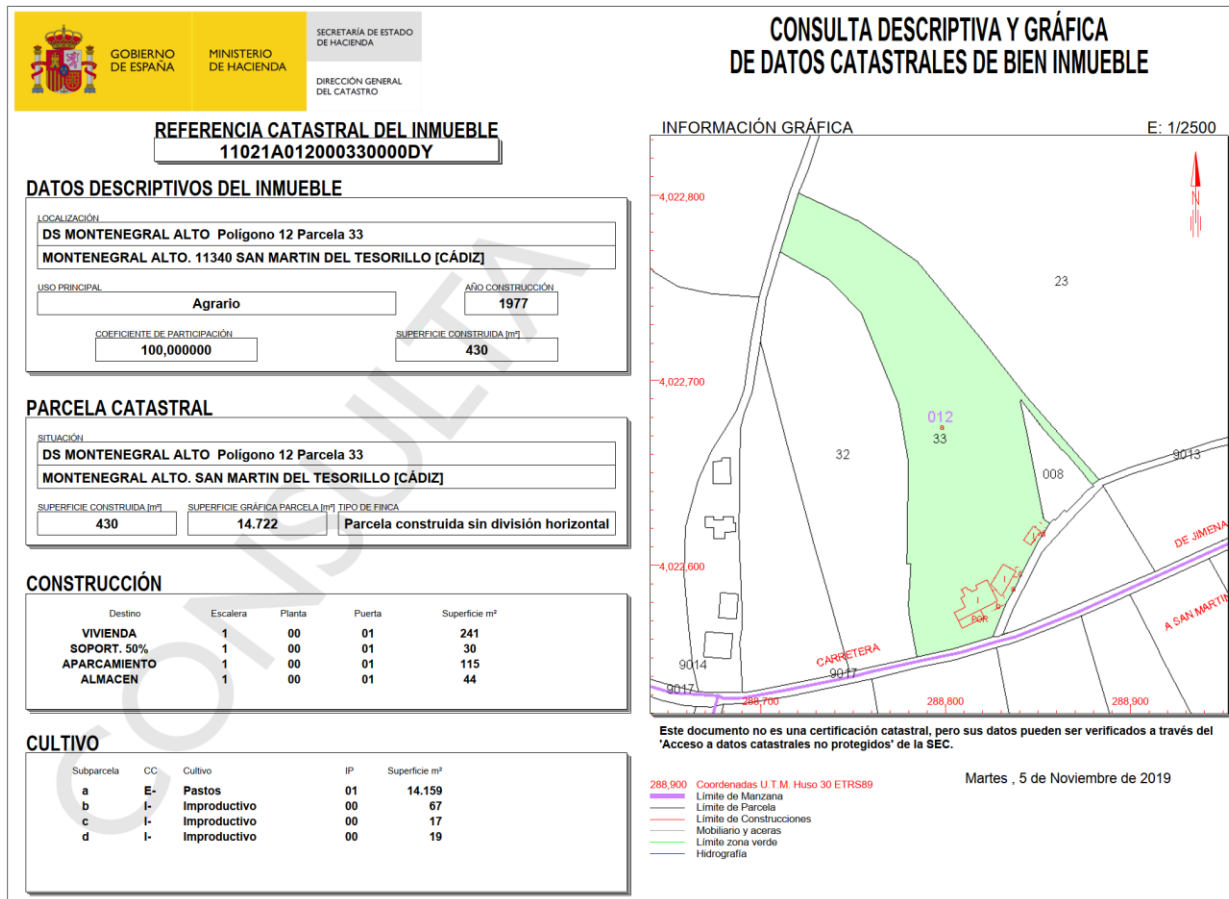 GOBIERNO
DE ESPAÑA
MINISTERIO
DE HACIENDA
SECRETARÍA DE ESTADO
DE HACIENDA
DIRECCIÓN GENERAL
DEL CATASTRO
REFERENCIA CATASTRAL DEL INMUEBLE
11021A012000330000DY
DATOS DESCRIPTIVOS DEL INMUEBLE
LOCALIZACIÓN
DS MONTENEGRAL ALTO Polígono 12 Parcela 33
MONTENEGRAL ALTO. 11340 SAN MARTIN DEL TESORILLO [CÁDIZ]
USO PRINCIPAL
Agrario
AÑO CONSTRUCCIÓN
1977
COEFICIENTE DE PARTICIPACIÓN
100,000000
SUPERFICIE CONSTRUIDA [m²]
430
PARCELA CATASTRAL
SITUACIÓN
DS MONTENEGRAL ALTO Polígono 12 Parcela 33
MONTENEGRAL ALTO. SAN MARTIN DEL TESORILLO [CÁDIZ]
SUPERFICIE CONSTRUIDA [m²] SUPERFICIE GRÁFICA PARCELA [m²] TIPO DE FINCA
430 14.722 Parcela construida sin división horizontal
CONSTRUCCIÓN
Destino Escalera Planta Puerta Superficie m²
VIVIENDA 1 00 01 241
SOPORT. 50% 1 00 01 30
APARCAMIENTO 1 00 01 115
ALMACEN 1 00 01 44
CULTIVO
Subparcela CC Cultivo IP Superficie m²
a E- Pastos 01 14.159
b I- Improductivo 00 67
c I- Improductivo 00 17
d I- Improductivo 00 19
CONSULTA
CONSULTA DESCRIPTIVA Y GRÁFICA
DE DATOS CATASTRALES DE BIEN INMUEBLE
INFORMACIÓN GRÁFICA E: 1/2500
4,022,800
N
23
4,022,700
012
a
33
32
008
9013
4,022,600
I
I
I
POR
DE JIMENA
A SAN MARTIN
CARRETERA
9014
9017
9017
288,700
288,800
288,900
Este documento no es una certificación catastral, pero sus datos pueden ser verificados a través del
'Acceso a datos catastrales no protegidos' de la SEC.
Martes , 5 de Noviembre de 2019
288,900 Coordenadas U.T.M. Huso 30 ETRS89
Límite de Manzana
Límite de Parcela
Límite de Construcciones
Mobiliario y aceras
Límite zona verde
Hidrografía